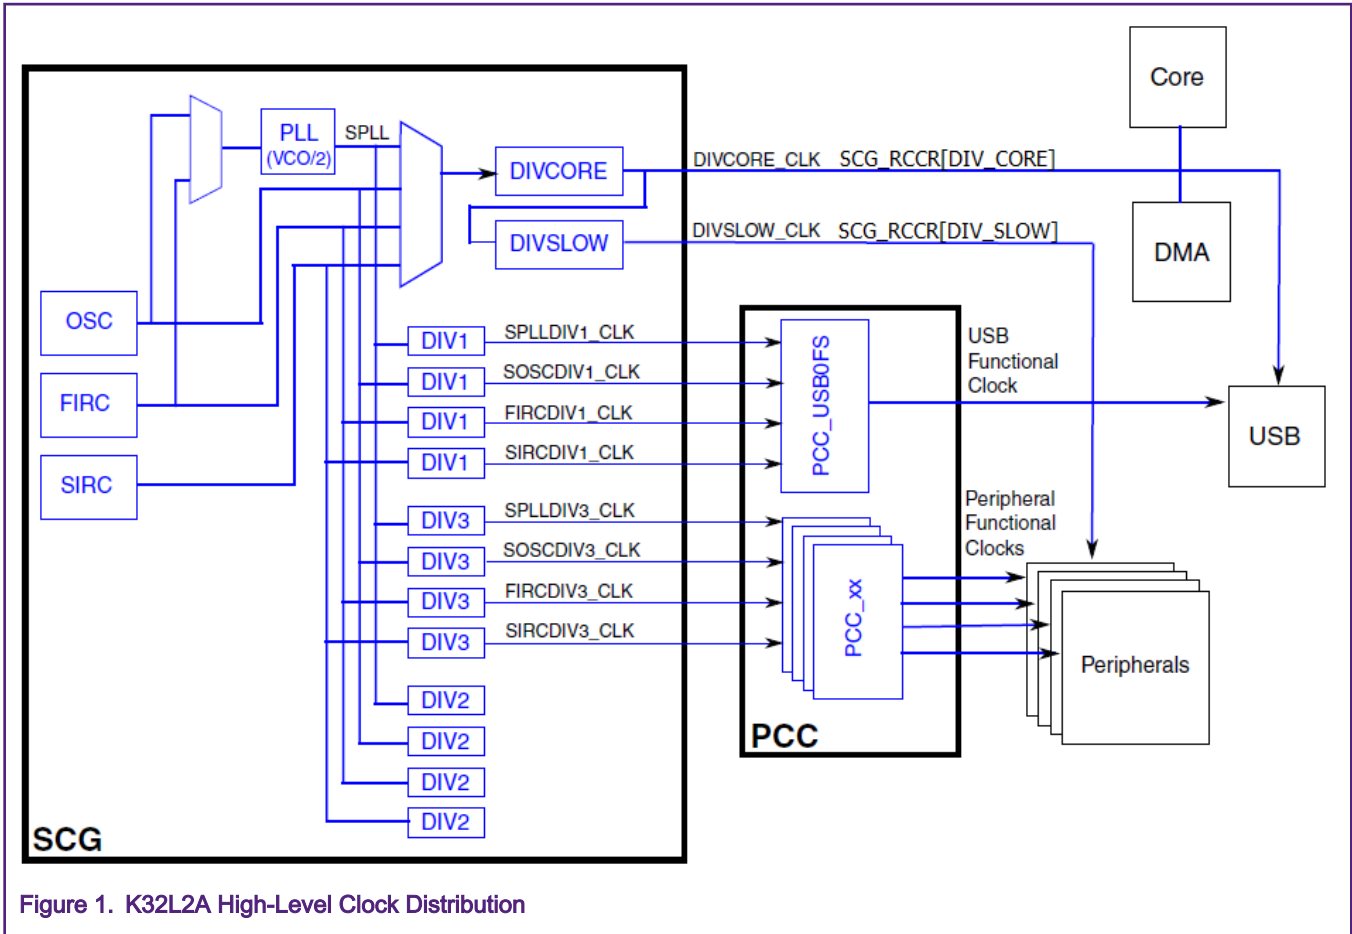 Core
PLL
(VCO/2)
SPLL
DIVCORE
DIVCORE_CLK
SCG_RCCR[DIV_CORE]
DIVSLOW
DIVSLOW_CLK
SCG_RCCR[DIV_SLOW]
DMA
OSC
FIRC
SIRC
DIV1
SPLLDIV1_CLK
DIV1
SOSCDIV1_CLK
DIV1
FIRCDIV1_CLK
DIV1
SIRCDIV1_CLK
PCC_USB0FS
USB
Functional
Clock
USB
DIV3
SPLLDIV3_CLK
DIV3
SOSCDIV3_CLK
DIV3
FIRCDIV3_CLK
DIV3
SIRCDIV3_CLK
PCC_xx
Peripheral
Functional
Clocks
Peripherals
DIV2
DIV2
DIV2
DIV2
PCC
SCG
Figure 1. K32L2A High-Level Clock Distribution